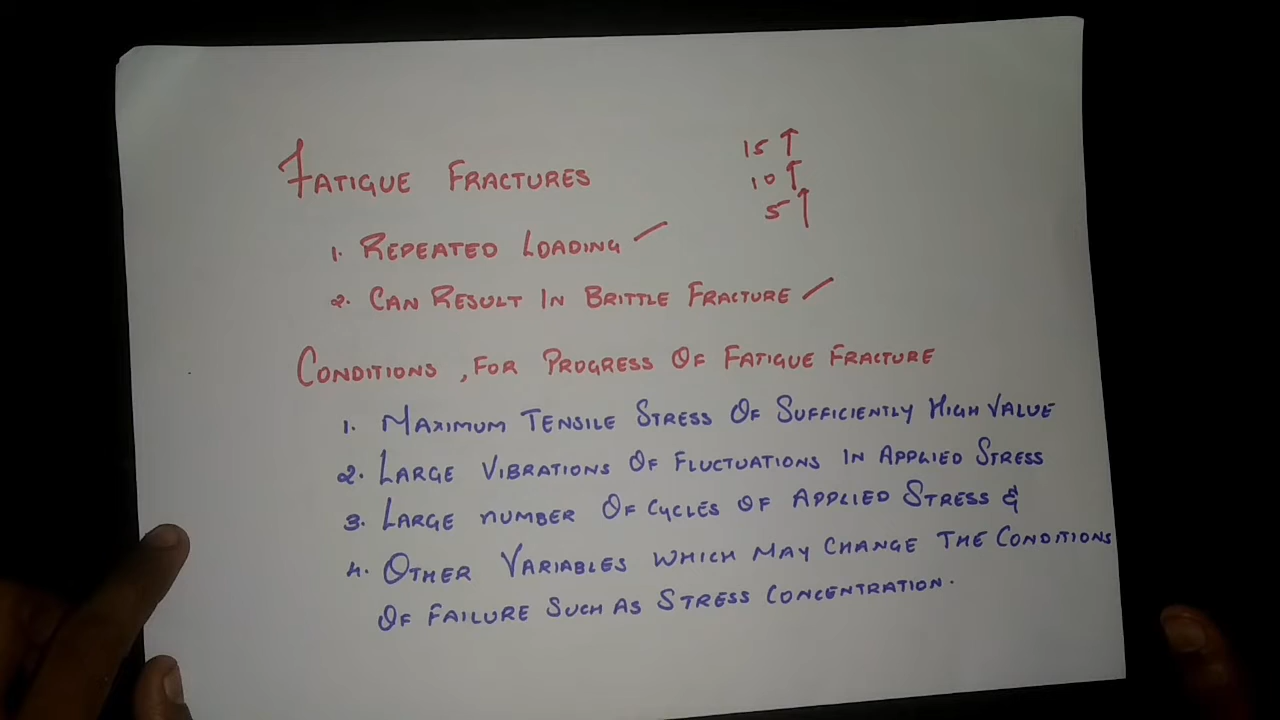 15 ↑
FATIGUE FRACTURES
10 ↑
5 ↑
1. REPEATED LOADING
2. CAN RESULT IN BRITTLE FRACTURE
CONDITIONS, FOR PROGRESS OF FATIGUE FRACTURE
1. MAXIMUM TENSILE STRESS OF SUFFICIENTLY HIGH VALUE
2. LARGE VIBRATIONS OF FLUCTUATIONS IN APPLIED STRESS
3. LARGE NUMBER OF CYCLES OF APPLIED STRESS &
4. OTHER VARIABLES WHICH MAY CHANGE THE CONDITIONS
OF FAILURE SUCH AS STRESS CONCENTRATION.